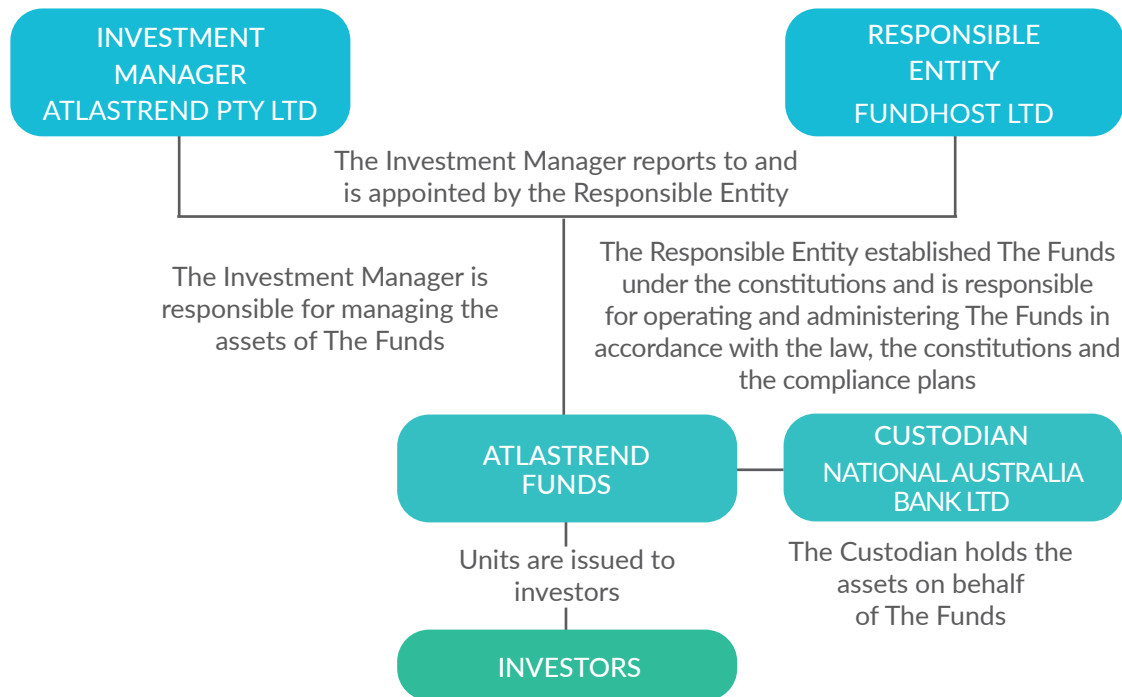 INVESTMENT
MANAGER
ATLASTREND PTY LTD
RESPONSIBLE
ENTITY
FUNDHOST LTD
The Investment Manager reports to and
is appointed by the Responsible Entity
The Investment Manager is
responsible for managing the
assets of The Funds
The Responsible Entity established The Funds
under the constitutions and is responsible
for operating and administering The Funds in
accordance with the law, the constitutions and
the compliance plans
ATLASTREND
FUNDS
CUSTODIAN
NATIONAL AUSTRALIA
BANK LTD
Units are issued to
investors
The Custodian holds the
assets on behalf
of The Funds
INVESTORS